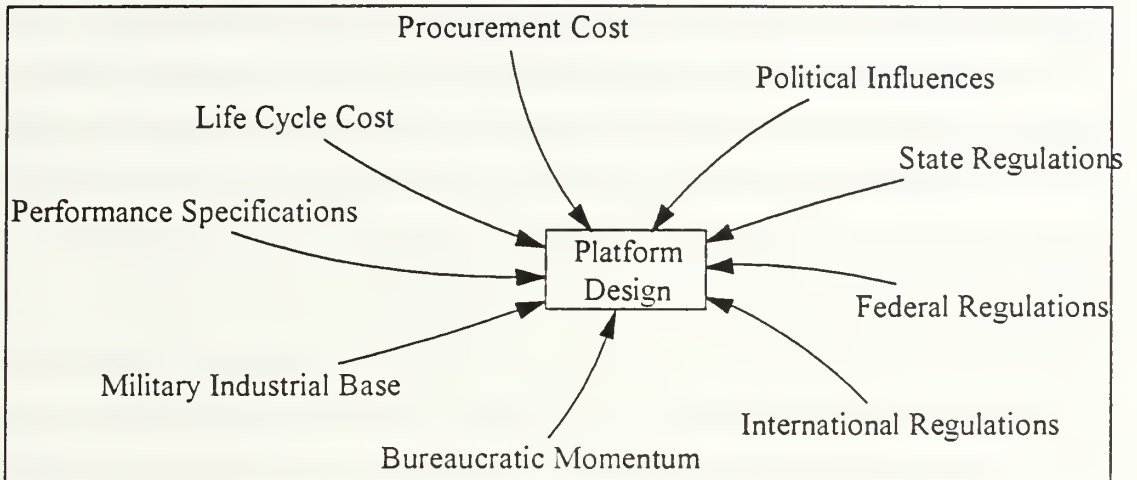 Procurement Cost
Political Influences
Life Cycle Cost
State Regulations
Performance Specifications
Platform
Design
Federal Regulations
Military Industrial Base
International Regulations
Bureaucratic Momentum